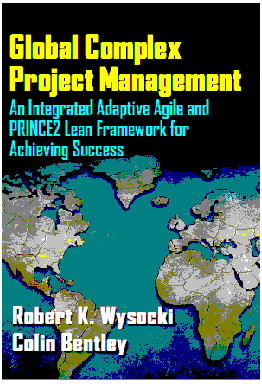 Global Complex
Project Management
An Integrated Adaptive Agile and
PRINCE2 Lean Framework for
Achieving Success
Robert K. Wysocki
Colin Bentley